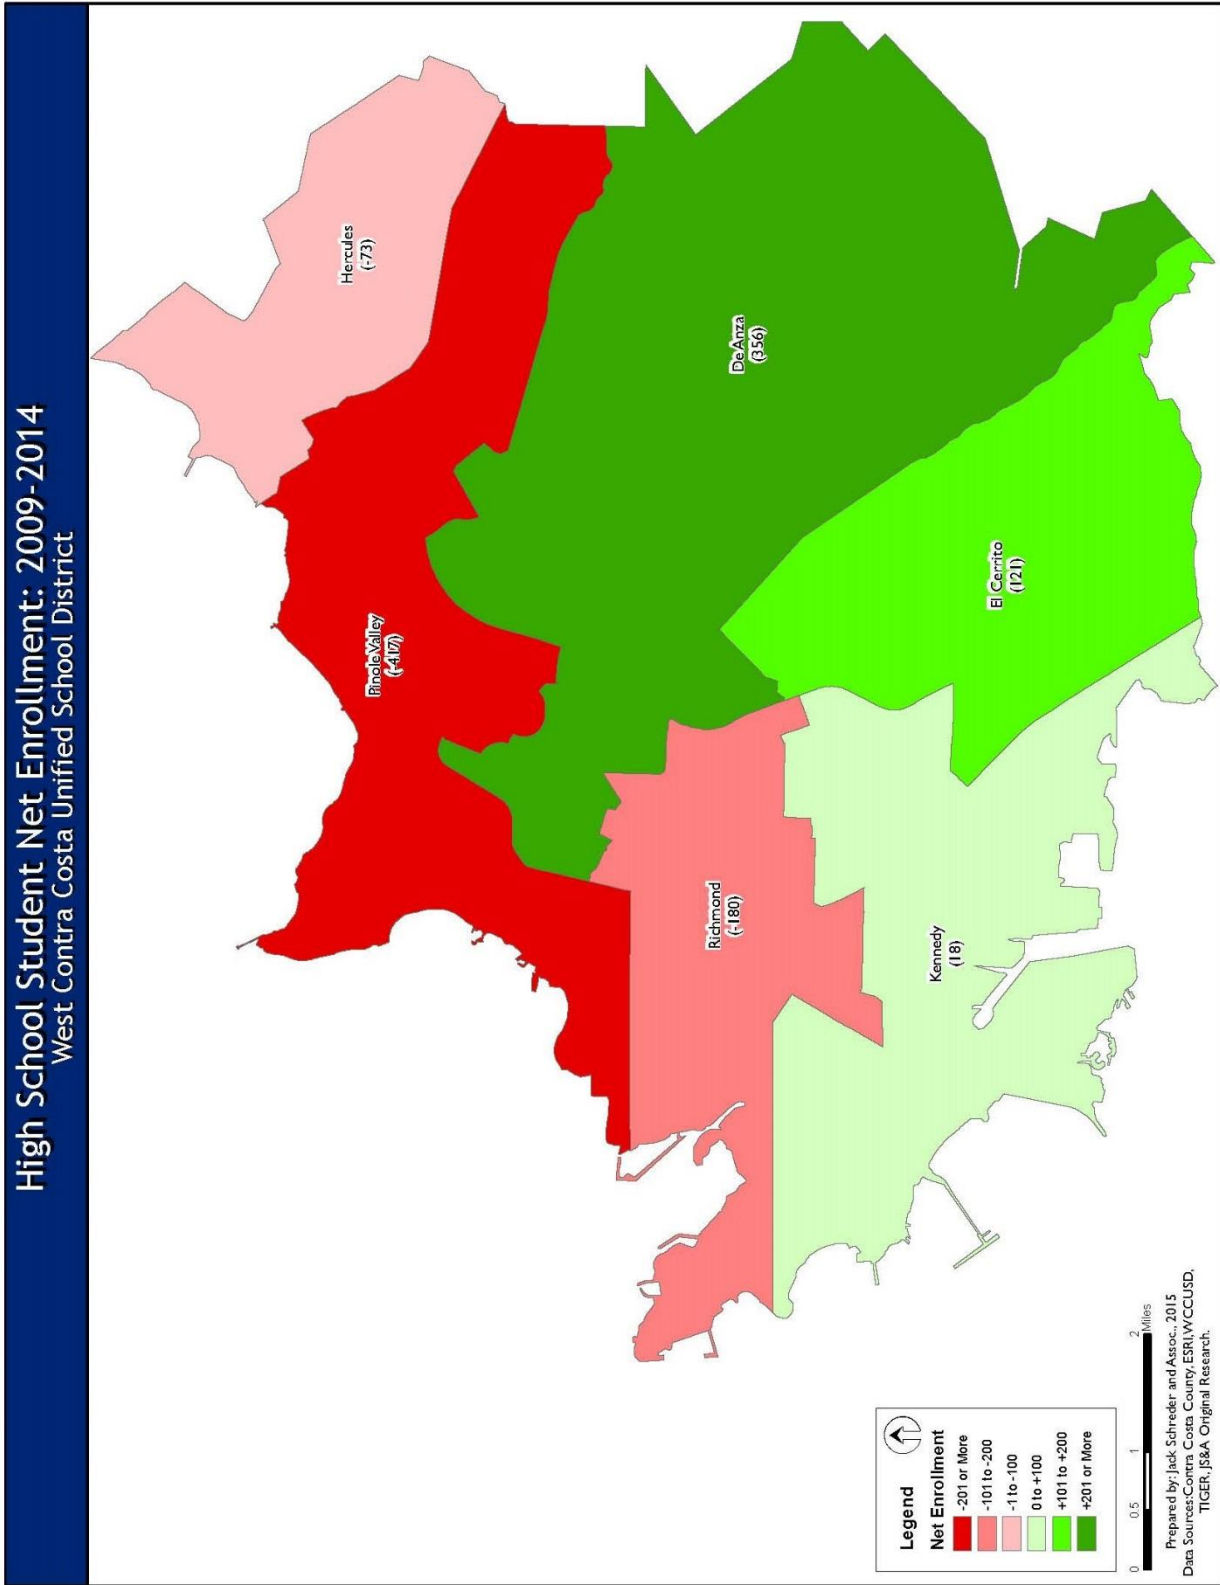 High School Student Net Enrollment: 2009-2014
West Contra Costa Unified School District
Hercules
(-73)
Pinole Valley
(-417)
De Anza
(356)
El Cerrito
(121)
Richmond
(-180)
Kennedy
(18)
Legend
Net Enrollment
-201 or More
-101 to -200
-1 to -100
0 to +100
+101 to +200
+201 or More
0 0.5 1 2
Miles
Prepared by: Jack Schreder and Assoc., 2015
Data Sources:Contra Costa County, ESRI, WCCUSD,
TIGER, JS&A Original Research.